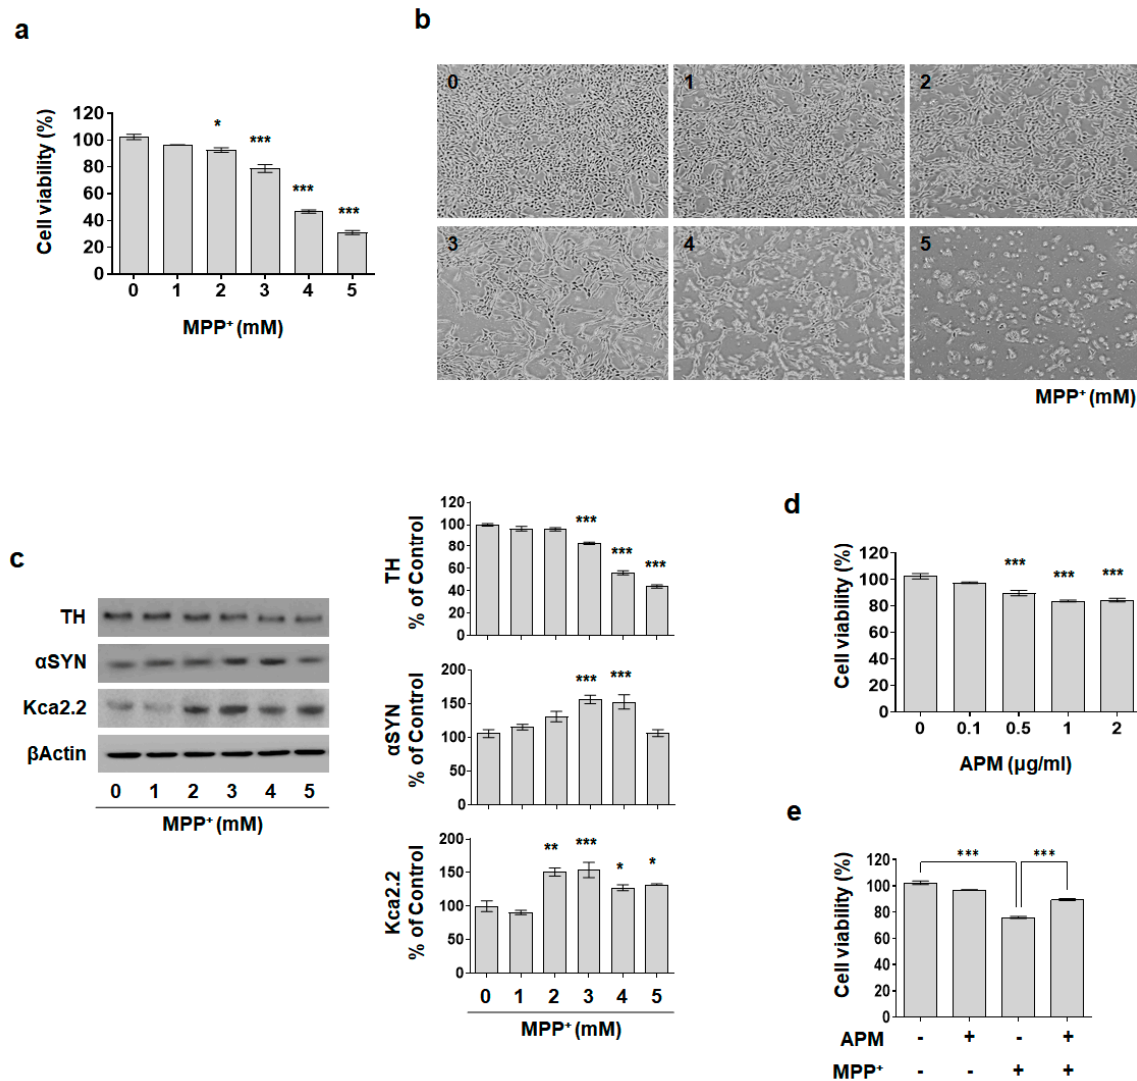 a
Cell viability (%)
120
100
80
60
40
20
0
*
***
***
***
0 1 2 3 4 5
MPP⁺ (mM)
b
0 1 2
3 4 5
MPP⁺ (mM)
c
TH
αSYN
Kca2.2
βActin
0 1 2 3 4 5
MPP⁺ (mM)
TH
% of Control
120
100
80
60
40
20
0
***
***
***
αSYN
% of Control
200
150
100
50
0
*** ***
Kca2.2
% of Control
200
150
100
50
0
** *** * *
0 1 2 3 4 5
MPP⁺ (mM)
d
Cell viability (%)
120
100
80
60
40
20
0
*** *** ***
0 0.1 0.5 1 2
APM (μg/ml)
e
Cell viability (%)
120
100
80
60
40
20
0
*** ***
APM - + - +
MPP⁺ - - + +